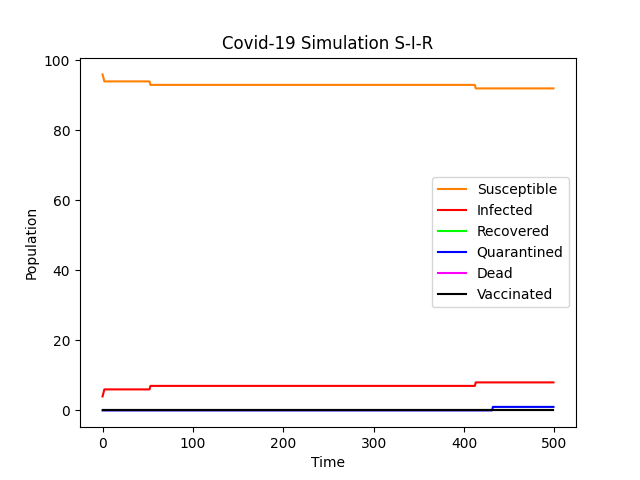 Covid-19 Simulation S-I-R
100
80
60
40
20
0
Population
Susceptible
Infected
Recovered
Quarantined
Dead
Vaccinated
0 100 200 300 400 500
Time